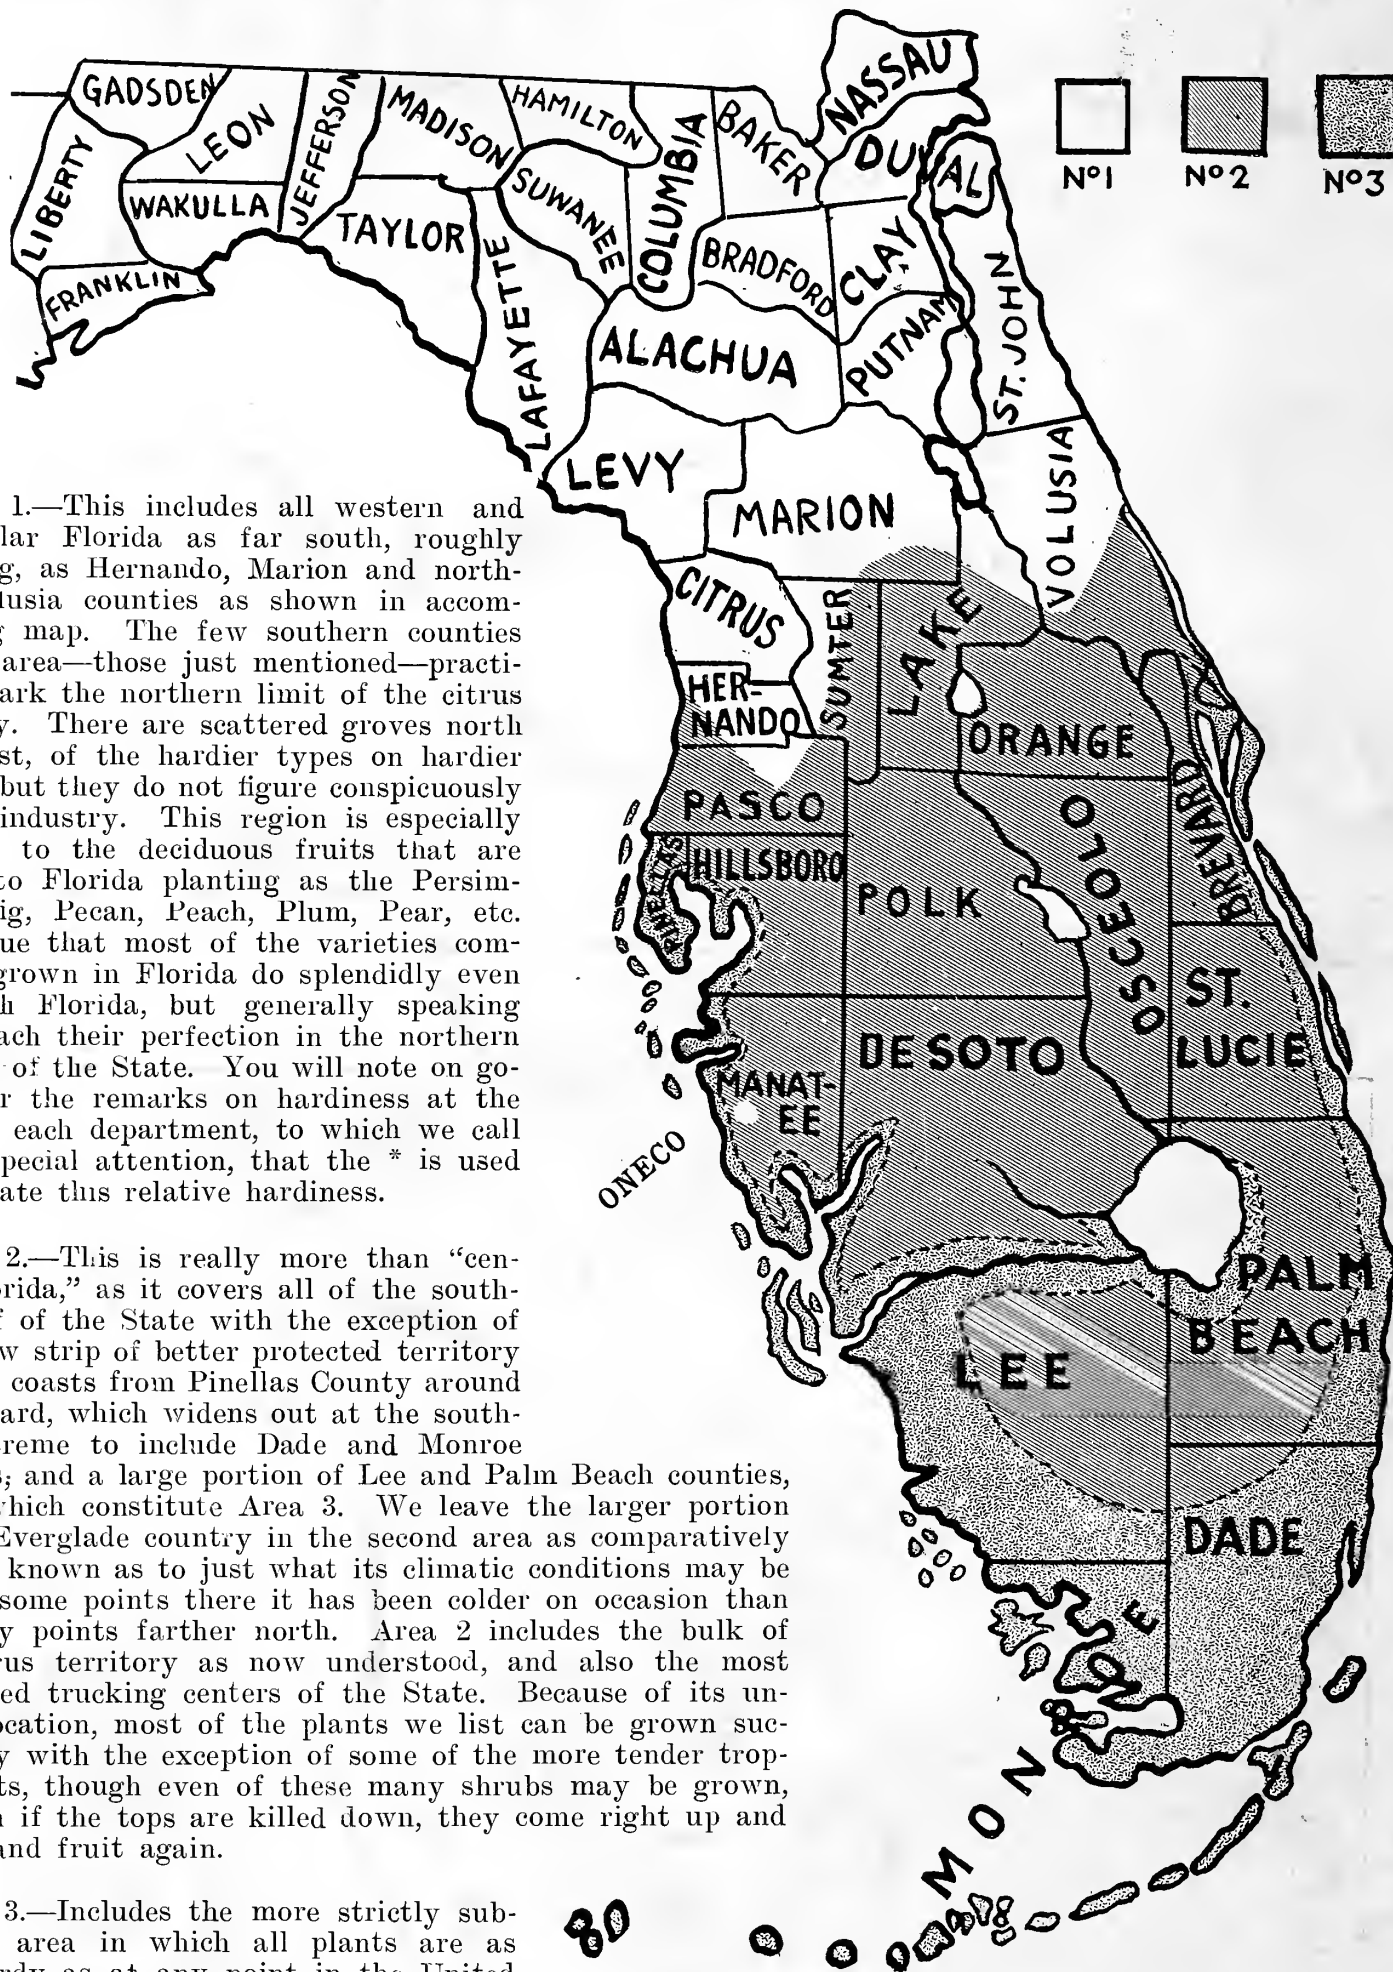 GADSDEN
LEON
JEFFERSON
MADISON
HAMILTON
COLUMBIA
BAKER
NASSAU
DUVAL
LIBERTY
WAKULLA
TAYLOR
SUWANEE
LAFAYETTE
BRADFORD
CLAY
FRANKLIN
ST. JOHN
ALACHUA
PUTNAM
LEVY
MARION
VOLUSIA
CITRUS
SUMTER
LAKE
HER-
NANDO
ORANGE
PASCO
HILLSBORO
PINELLAS
POLK
OSCEOLO
BREVARD
ST.
LUCIE
MANAT-
EE
DE SOTO
ONECO
PALM
BEACH
LEE
DADE
MONROE
Nº1
Nº2
Nº3
1.—This includes all western and
lar Florida as far south, roughly
g, as Hernando, Marion and north-
lusia counties as shown in accom-
g map. The few southern counties
area—those just mentioned—practi-
ark the northern limit of the citrus
y. There are scattered groves north
st, of the hardier types on hardier
but they do not figure conspicuously
industry. This region is especially
to the deciduous fruits that are
to Florida planting as the Persim-
ig, Pecan, Peach, Plum, Pear, etc.
ue that most of the varieties com-
grown in Florida do splendidly even
h Florida, but generally speaking
ach their perfection in the northern
of the State. You will note on go-
r the remarks on hardiness at the
each department, to which we call
pecial attention, that the * is used
ate this relative hardiness.
2.—This is really more than “cen-
rida,” as it covers all of the south-
f of the State with the exception of
w strip of better protected territory
coasts from Pinellas County around
ard, which widens out at the south-
reme to include Dade and Monroe
s; and a large portion of Lee and Palm Beach counties,
which constitute Area 3. We leave the larger portion
Everglade country in the second area as comparatively
known as to just what its climatic conditions may be
some points there it has been colder on occasion than
y points farther north. Area 2 includes the bulk of
rus territory as now understood, and also the most
ed trucking centers of the State. Because of its un-
ocation, most of the plants we list can be grown suc-
y with the exception of some of the more tender trop-
ts, though even of these many shrubs may be grown,
n if the tops are killed down, they come right up and
and fruit again.
3.—Includes the more strictly sub-
area in which all plants are as
rdy as at any point in the United